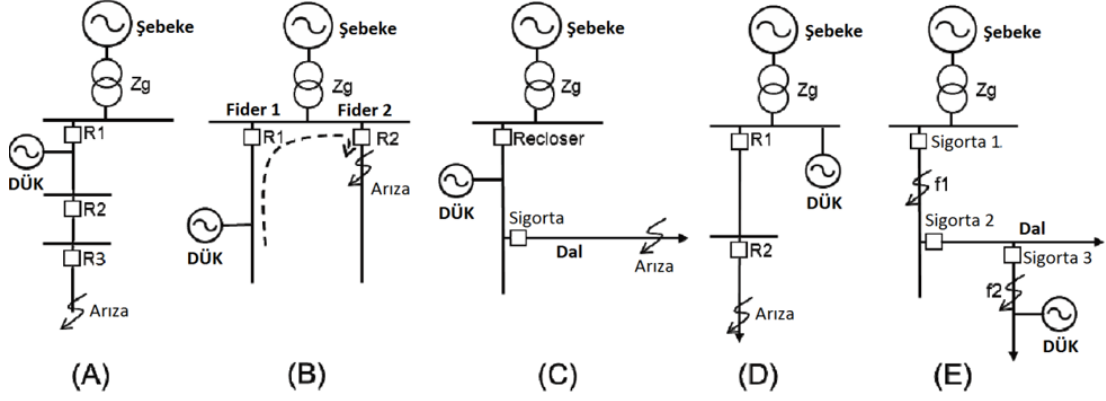 Şebeke
Zg
R1
DÜK
R2
R3
Arıza
(A)
Şebeke
Zg
Fider 1
Fider 2
R1
R2
Arıza
DÜK
(B)
Şebeke
Zg
Recloser
DÜK
Sigorta
Dal
Arıza
(C)
Şebeke
Zg
R1
DÜK
R2
Arıza
(D)
Şebeke
Zg
Sigorta 1.
f1
Sigorta 2
Dal
Sigorta 3
f2
DÜK
(E)